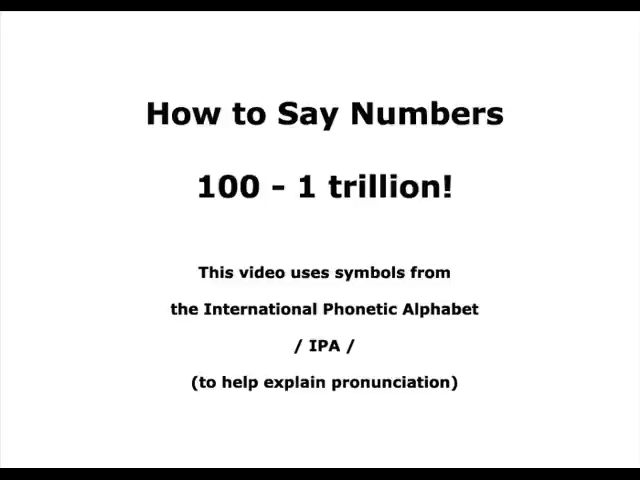 How to Say Numbers
100 - 1 trillion!
This video uses symbols from
the International Phonetic Alphabet
/ IPA /
(to help explain pronunciation)